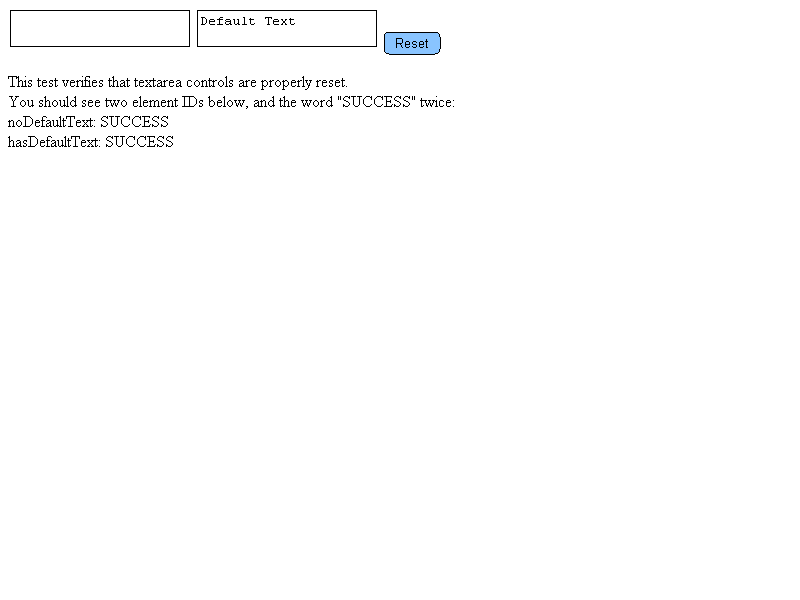 Default Text
Reset
This test verifies that textarea controls are properly reset.
You should see two element IDs below, and the word "SUCCESS" twice:
noDefaultText: SUCCESS
hasDefaultText: SUCCESS